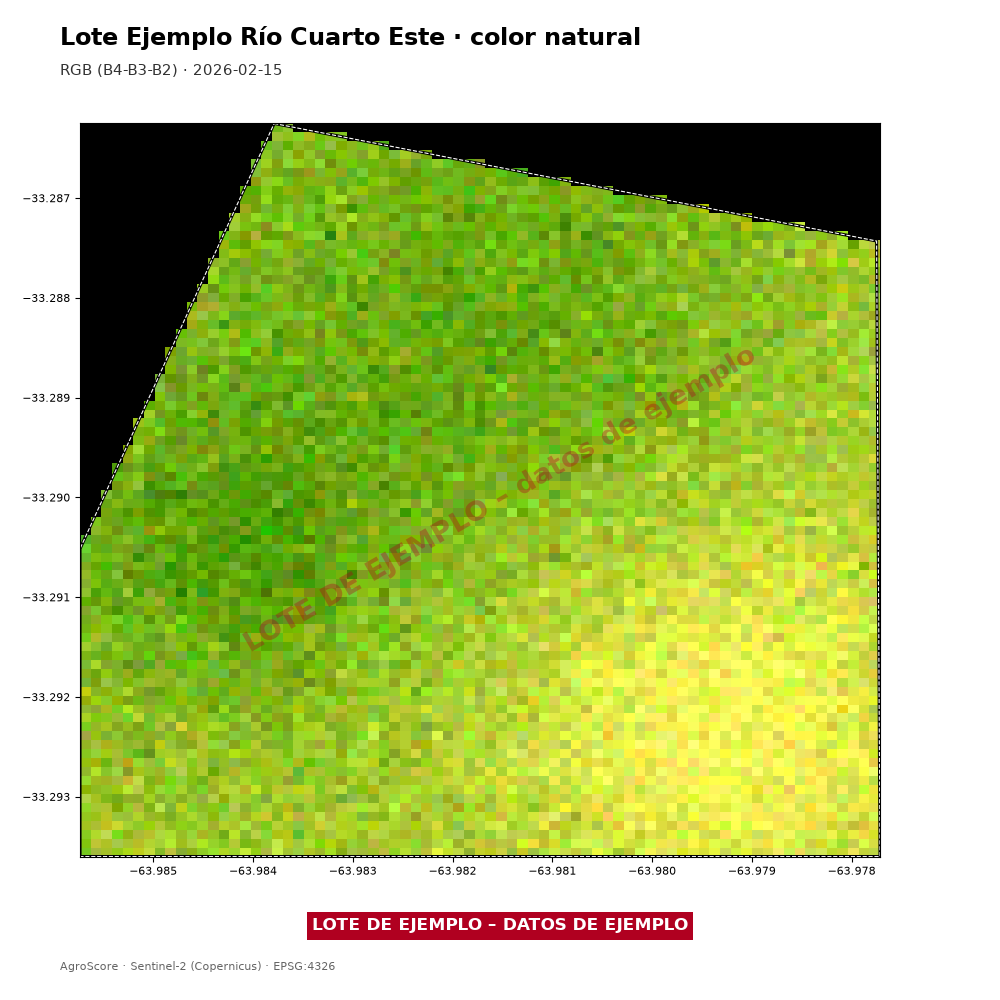 Lote Ejemplo Río Cuarto Este · color natural
RGB (B4-B3-B2) · 2026-02-15
−33.287
−33.288
−33.289
−33.290
−33.291
−33.292
−33.293
LOTE DE EJEMPLO – datos de ejemplo
−63.985 −63.984 −63.983 −63.982 −63.981 −63.980 −63.979 −63.978
LOTE DE EJEMPLO – DATOS DE EJEMPLO
AgroScore · Sentinel-2 (Copernicus) · EPSG:4326